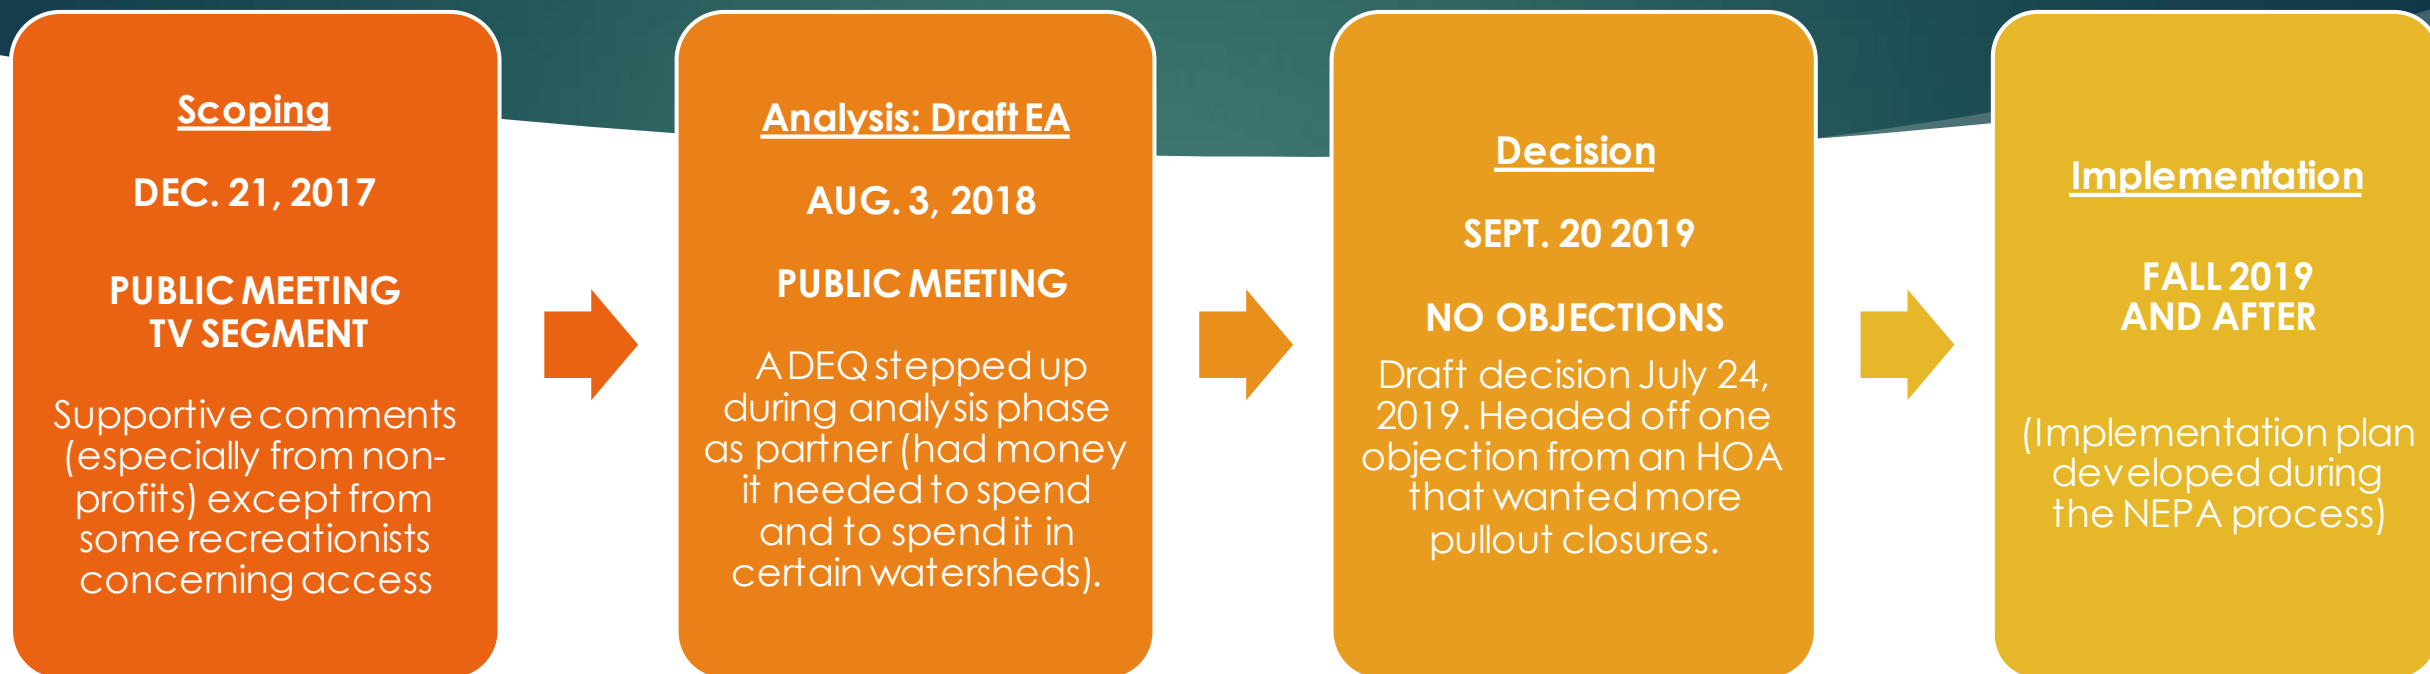 Scoping
DEC. 21, 2017
PUBLIC MEETING
TV SEGMENT
Supportive comments
(especially from non-
profits) except from
some recreationists
concerning access
Analysis: Draft EA
AUG. 3, 2018
PUBLIC MEETING
ADEQ stepped up
during analysis phase
as partner (had money
it needed to spend
and to spend it in
certain watersheds).
Decision
SEPT. 20 2019
NO OBJECTIONS
Draft decision July 24,
2019. Headed off one
objection from an HOA
that wanted more
pullout closures.
Implementation
FALL 2019
AND AFTER
(Implementation plan
developed during
the NEPA process)